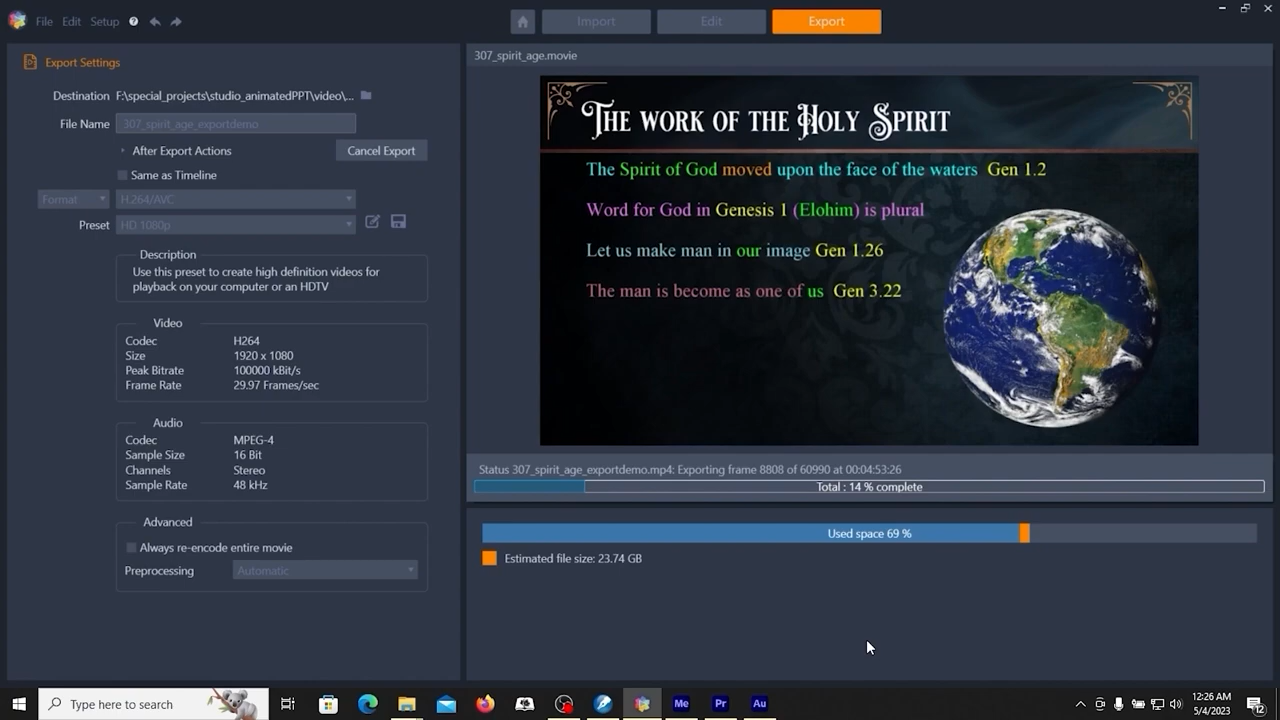 File Edit Setup
Import Edit Export
Export Settings
Destination F:\special_projects\studio_animatedPPT\video\...
File Name 307_spirit_age_exportdemo
After Export Actions Cancel Export
Same as Timeline
Format H.264/AVC
Preset HD 1080p
Description
Use this preset to create high definition videos for
playback on your computer or an HDTV
Video
Codec H264
Size 1920 x 1080
Peak Bitrate 100000 kBit/s
Frame Rate 29.97 Frames/sec
Audio
Codec MPEG-4
Sample Size 16 Bit
Channels Stereo
Sample Rate 48 kHz
Advanced
Always re-encode entire movie
Preprocessing Automatic
307_spirit_age.movie
The work of the Holy Spirit
The Spirit of God moved upon the face of the waters Gen 1.2
Word for God in Genesis 1 (Elohim) is plural
Let us make man in our image Gen 1.26
The man is become as one of us Gen 3.22
Status 307_spirit_age_exportdemo.mp4: Exporting frame 8808 of 60990 at 00:04:53:26
Total : 14 % complete
Used space 69 %
Estimated file size: 23.74 GB
Type here to search
Me Pr Au
12:26 AM
5/4/2023
12